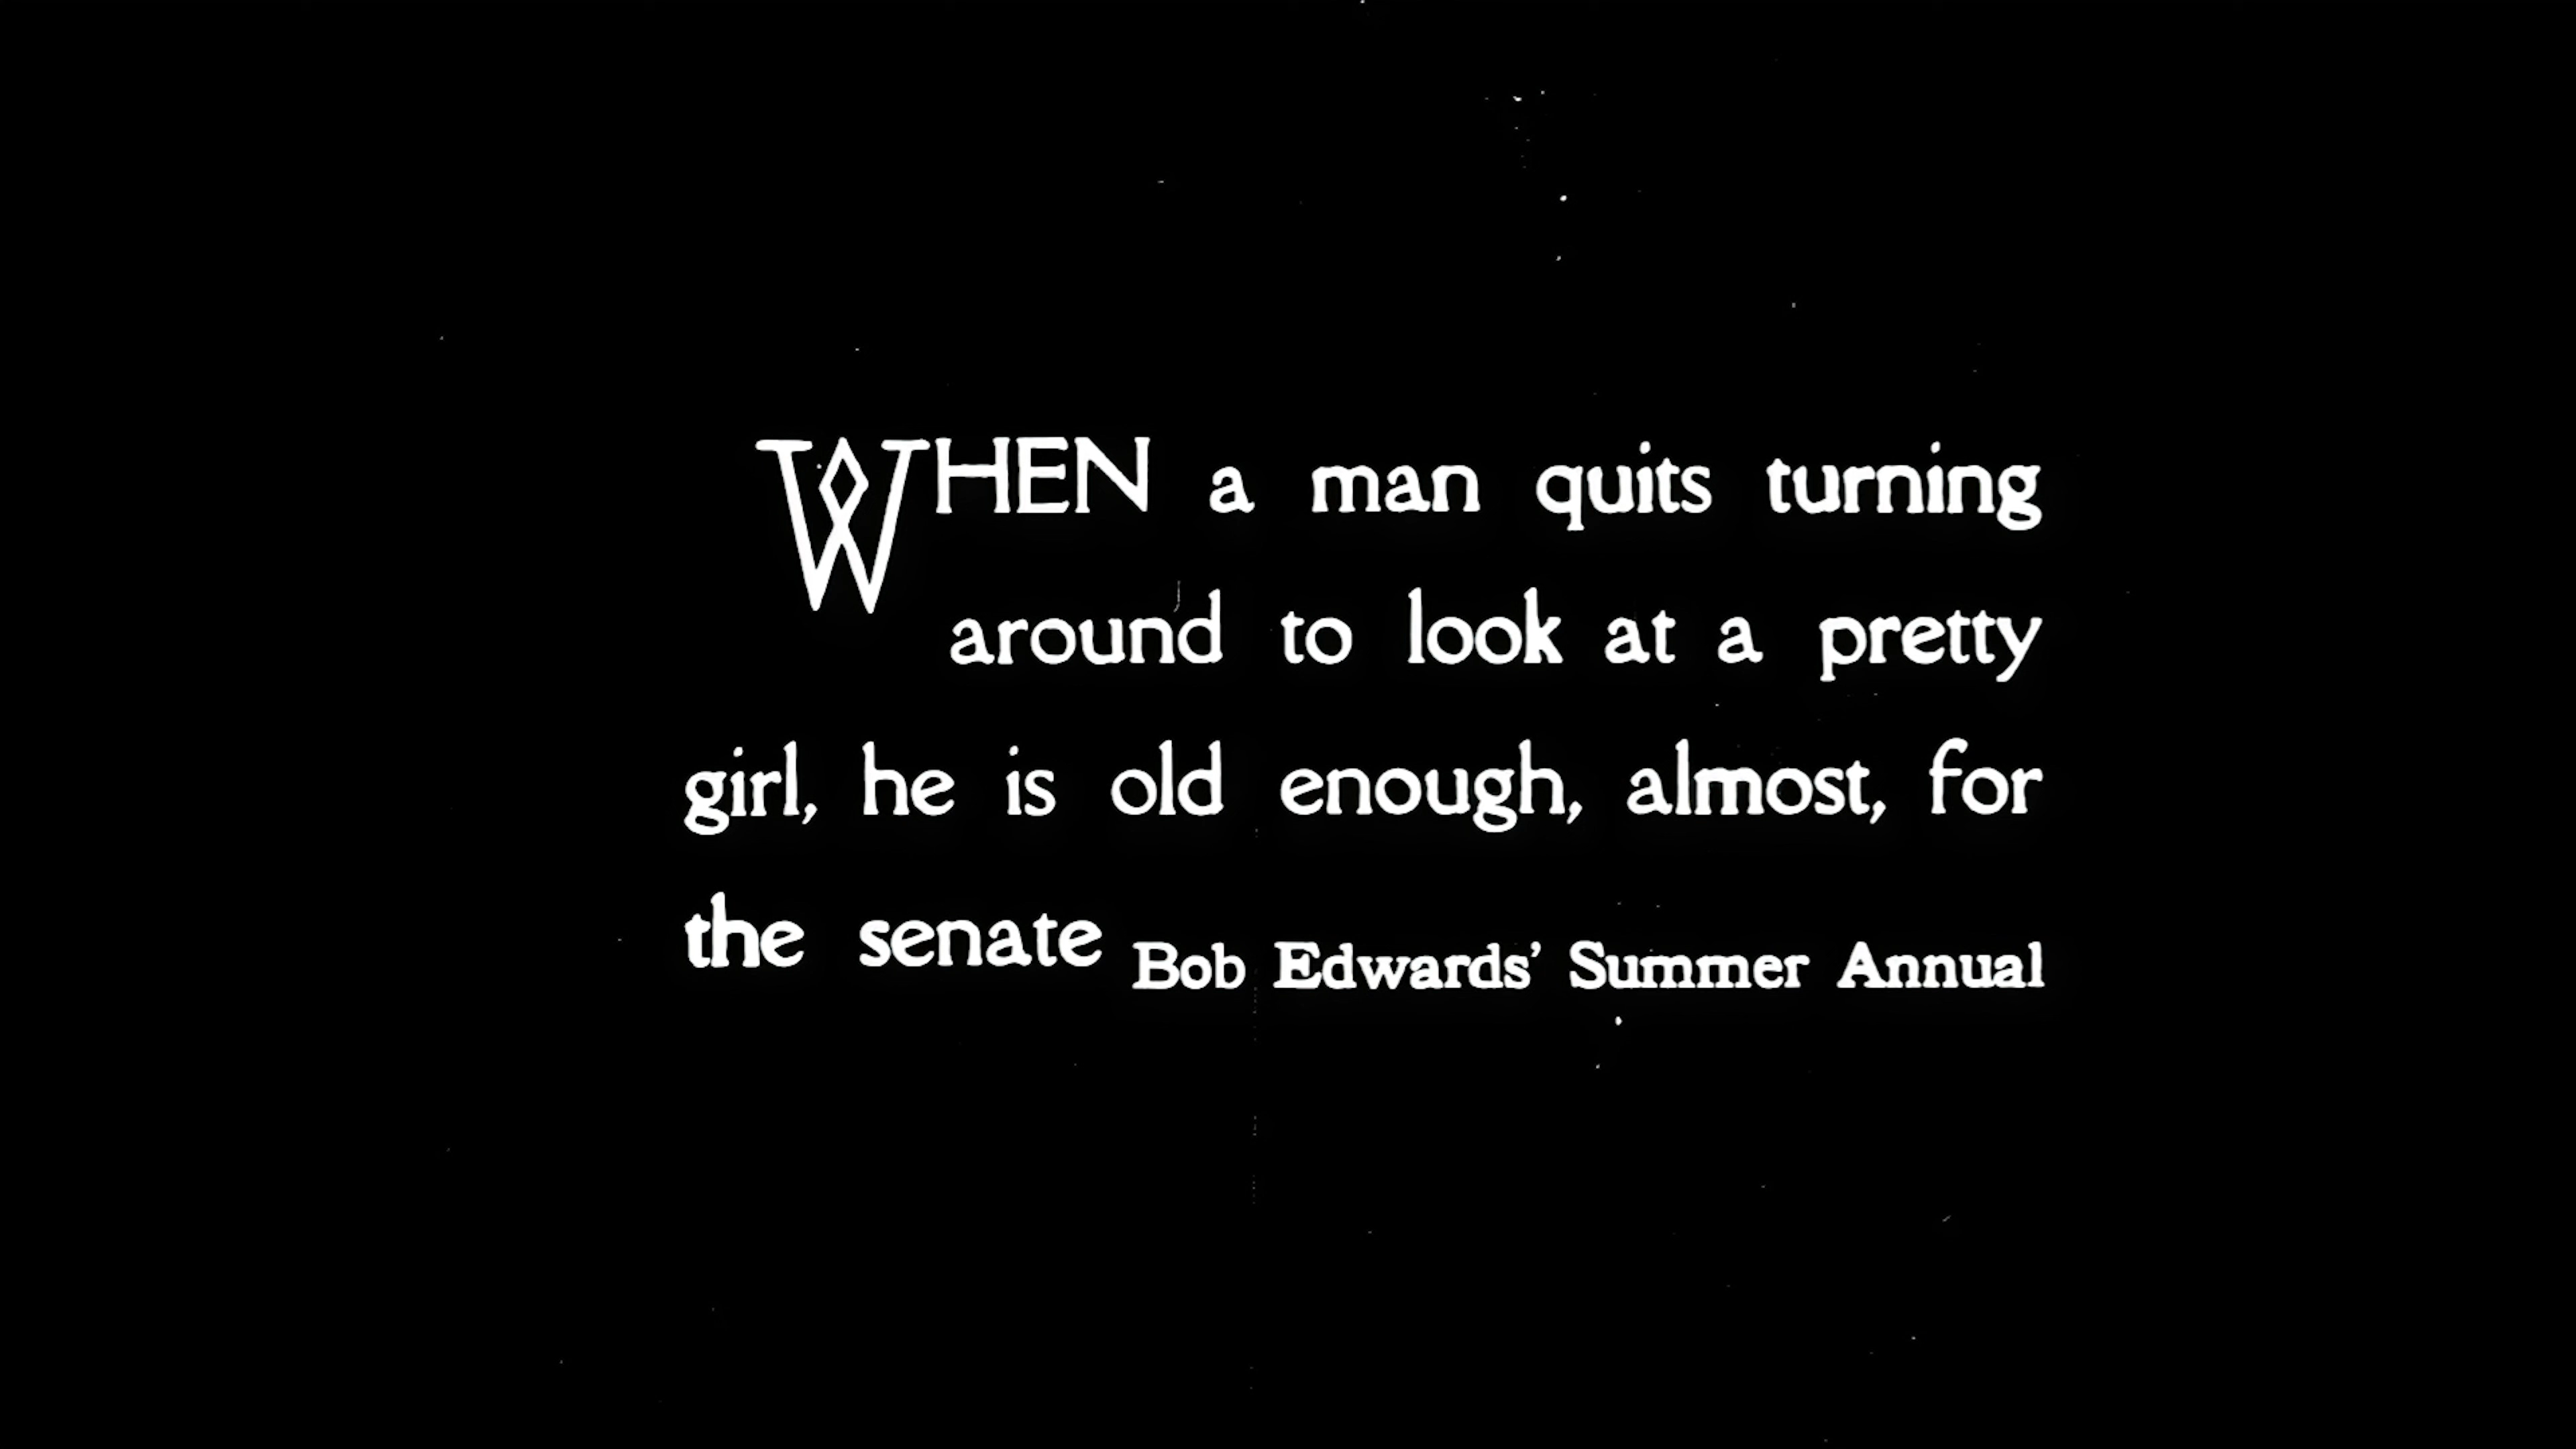 WHEN a man quits turning
around to look at a pretty
girl, he is old enough, almost, for
the senate Bob Edwards' Summer Annual